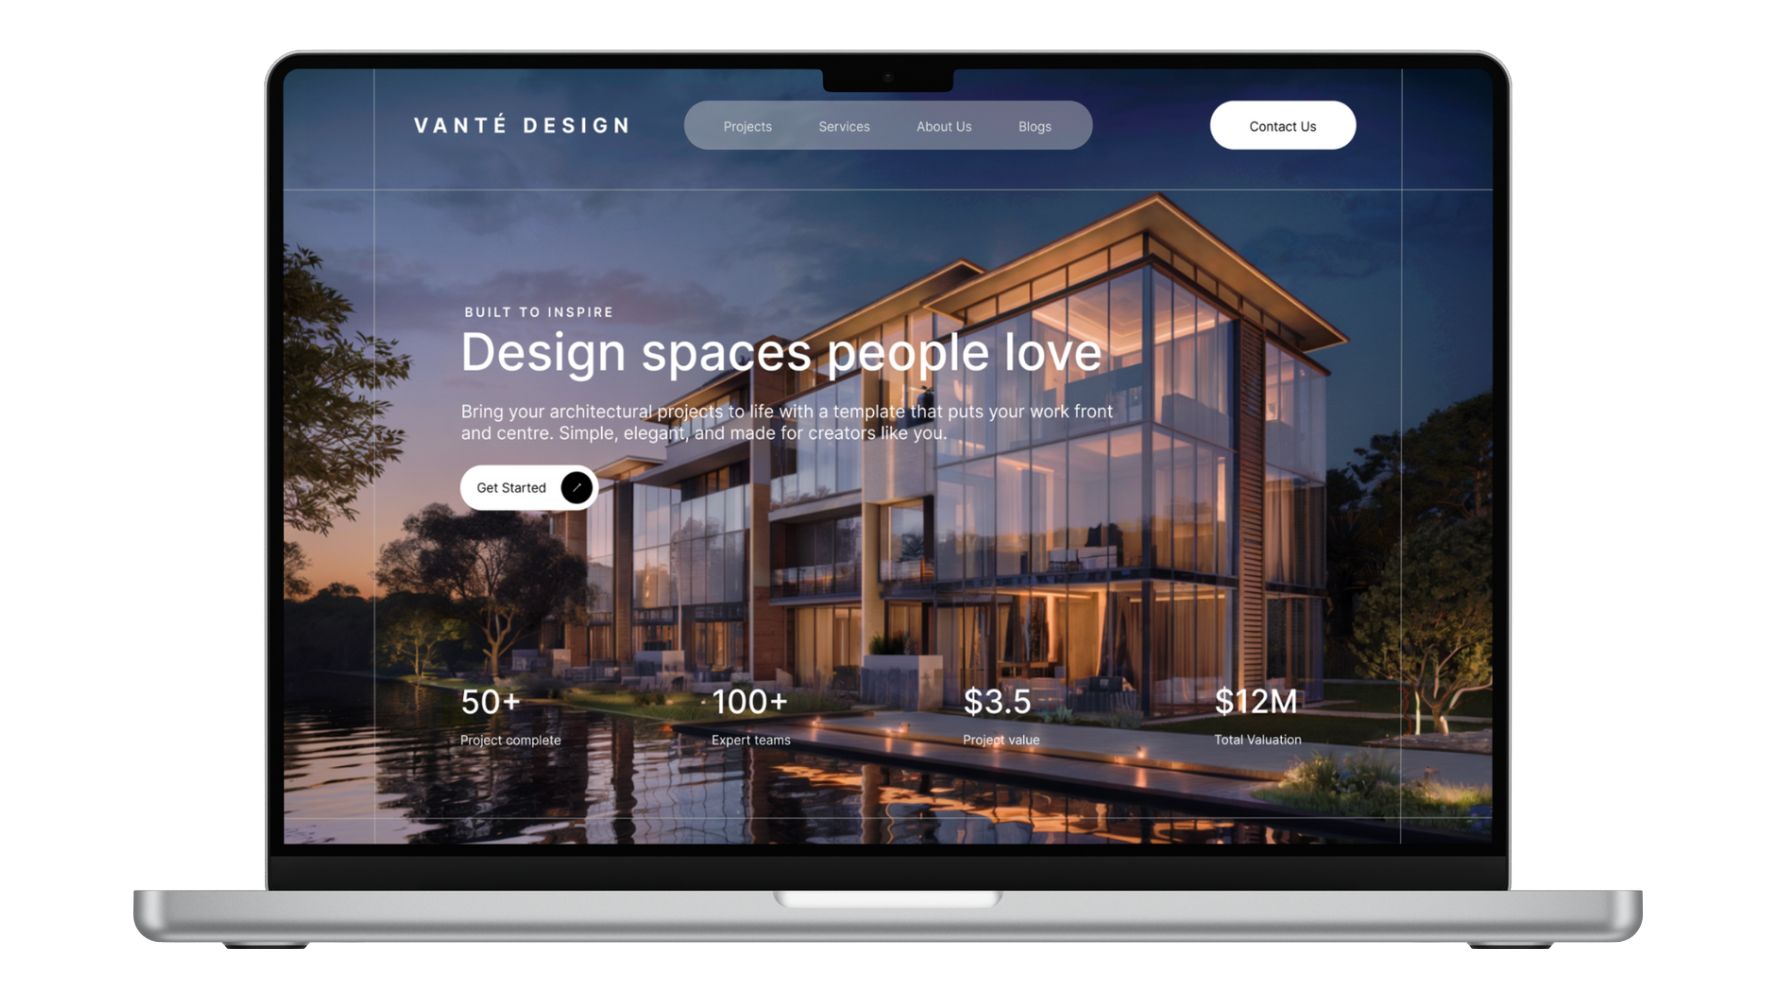 VANTÉ DESIGN
Projects Services About Us Blogs
Contact Us
BUILT TO INSPIRE
Design spaces people love
Bring your architectural projects to life with a template that puts your work front
and centre. Simple, elegant, and made for creators like you.
Get Started
50+ 100+ $3.5 $12M
Project complete Expert teams Project value Total Valuation